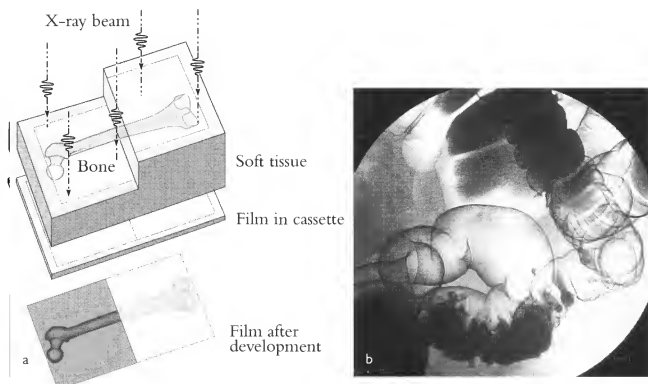 X-ray beam
Bone
Soft tissue
Film in cassette
Film after
development
a
b